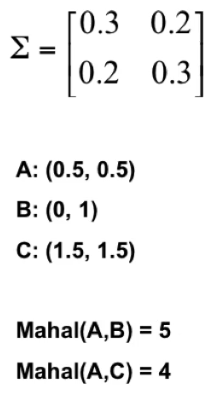 Σ = [0.3 0.2
0.2 0.3]
A: (0.5, 0.5)
B: (0, 1)
C: (1.5, 1.5)
Mahal(A,B) = 5
Mahal(A,C) = 4